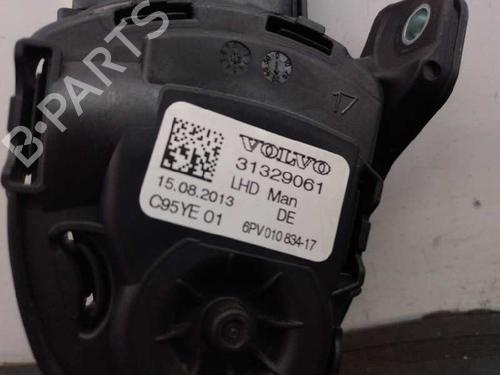 B-PARTS
17
VOLVO
31329061
15.08.2013 LHD Man
DE
C95YE 01 6PV 010 834-17